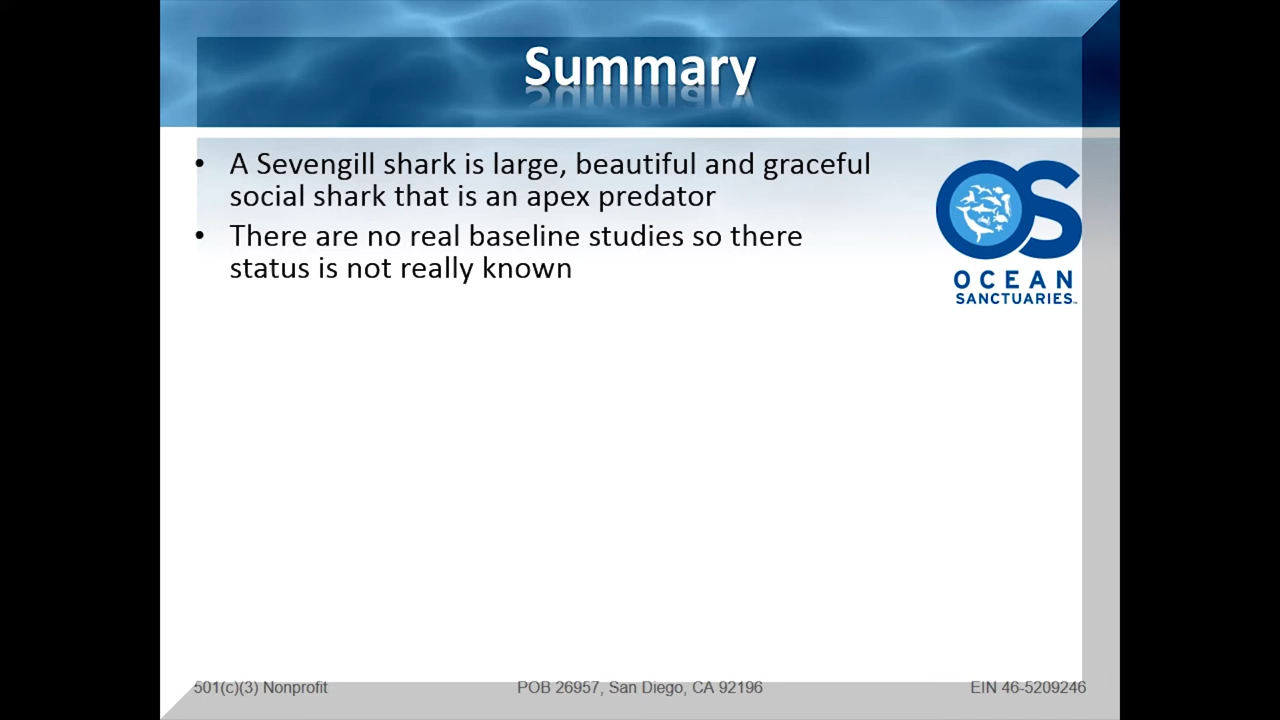 Summary
• A Sevengill shark is large, beautiful and graceful
social shark that is an apex predator
• There are no real baseline studies so there
status is not really known
OS
OCEAN
SANCTUARIES™
501(c)(3) Nonprofit
POB 26957, San Diego, CA 92196
EIN 46-5209246